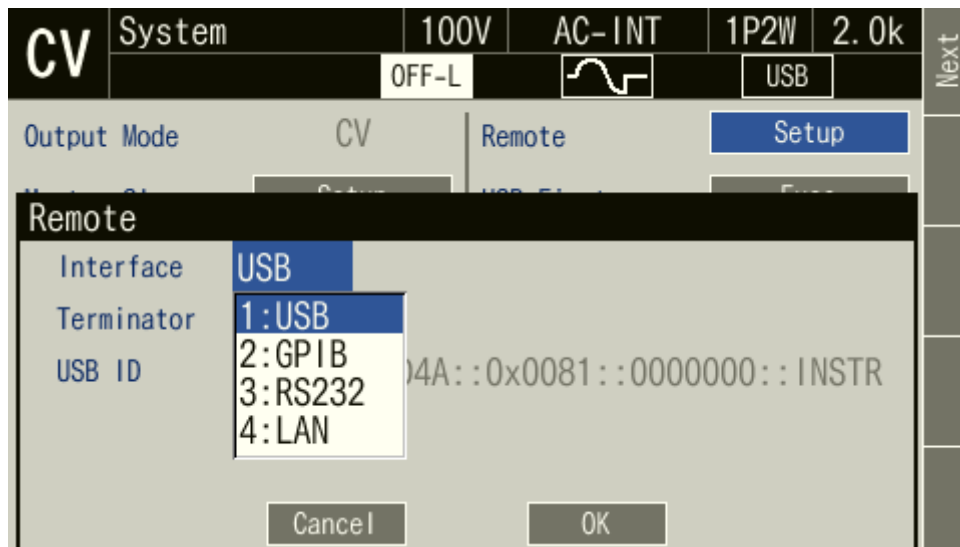 CV System 100V AC-INT 1P2W 2.0k
OFF-L USB
Next
Output Mode CV Remote Setup
Remote
Interface USB
Terminator 1:USB
2:GPIB
USB ID D4A::0x0081::0000000::INSTR
3:RS232
4:LAN
Cancel OK